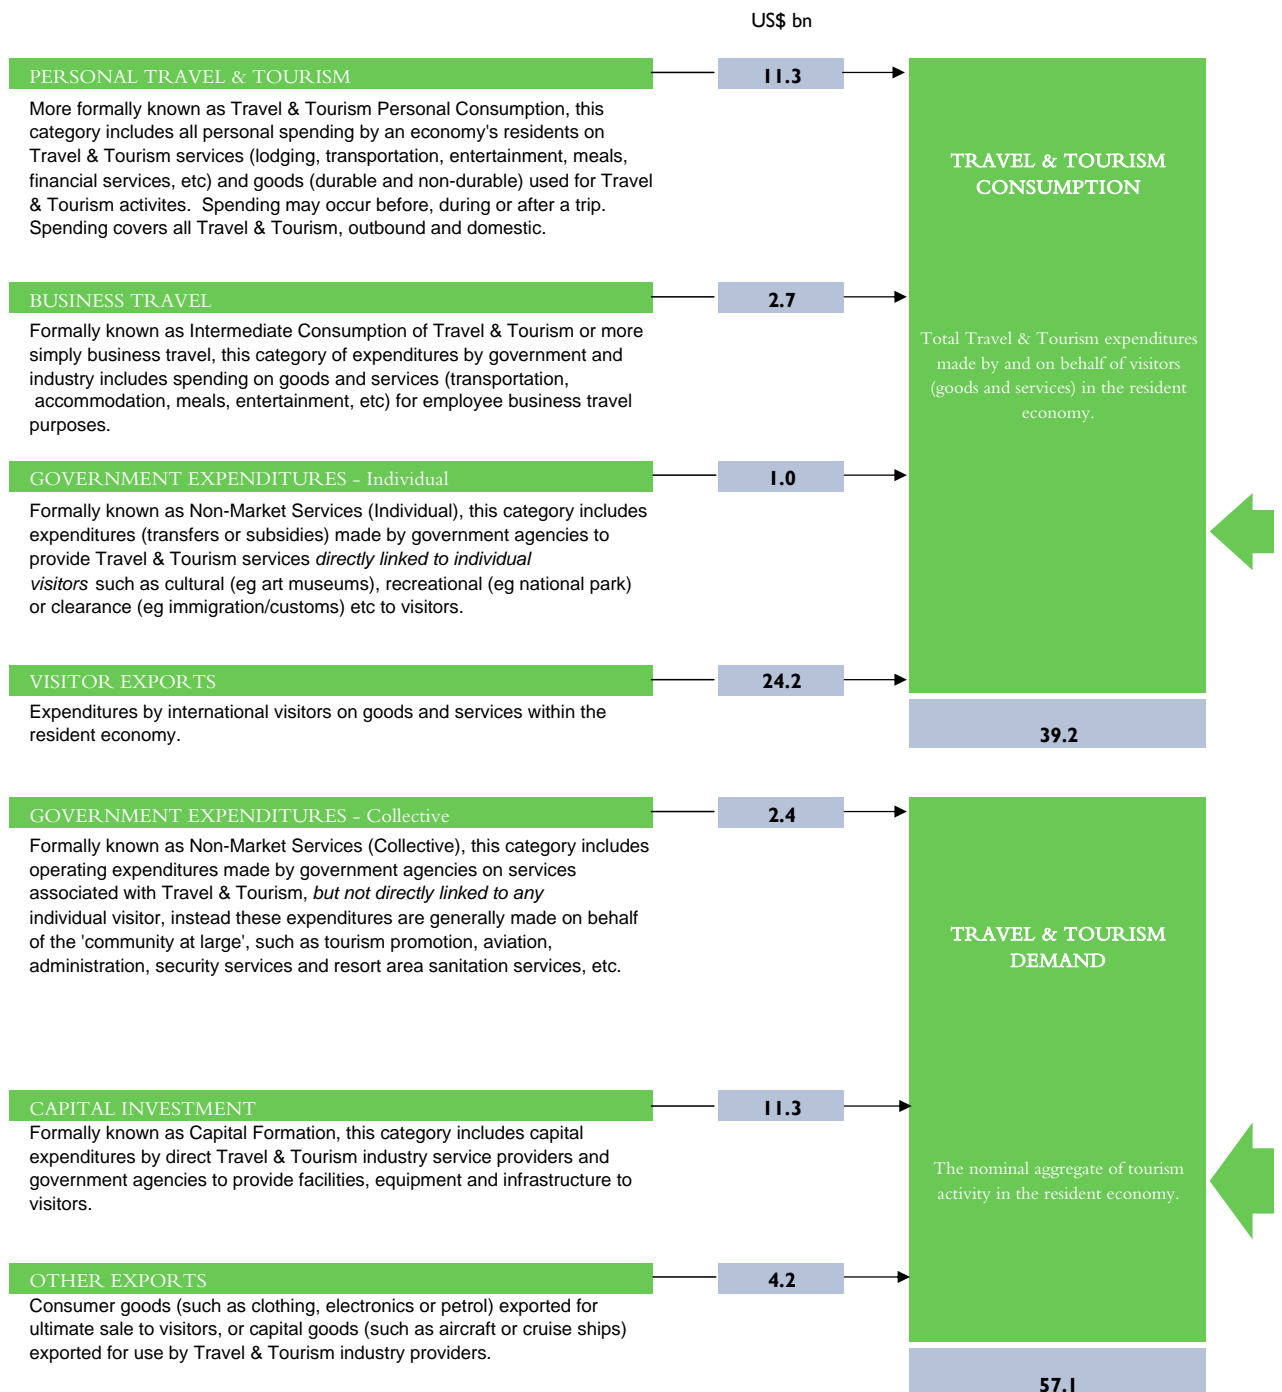 US$ bn
PERSONAL TRAVEL & TOURISM
11.3
More formally known as Travel & Tourism Personal Consumption, this
category includes all personal spending by an economy's residents on
Travel & Tourism services (lodging, transportation, entertainment, meals,
financial services, etc) and goods (durable and non-durable) used for Travel
& Tourism activites.  Spending may occur before, during or after a trip.
Spending covers all Travel & Tourism, outbound and domestic.
TRAVEL & TOURISM
CONSUMPTION
BUSINESS TRAVEL
2.7
Formally known as Intermediate Consumption of Travel & Tourism or more
simply business travel, this category of expenditures by government and
industry includes spending on goods and services (transportation,
accommodation, meals, entertainment, etc) for employee business travel
purposes.
Total Travel & Tourism expenditures
made by and on behalf of visitors
(goods and services) in the resident
economy.
GOVERNMENT EXPENDITURES - Individual
1.0
Formally known as Non-Market Services (Individual), this category includes
expenditures (transfers or subsidies) made by government agencies to
provide Travel & Tourism services directly linked to individual
visitors such as cultural (eg art museums), recreational (eg national park)
or clearance (eg immigration/customs) etc to visitors.
VISITOR EXPORTS
24.2
Expenditures by international visitors on goods and services within the
resident economy.
39.2
GOVERNMENT EXPENDITURES - Collective
2.4
Formally known as Non-Market Services (Collective), this category includes
operating expenditures made by government agencies on services
associated with Travel & Tourism, but not directly linked to any
individual visitor, instead these expenditures are generally made on behalf
of the 'community at large', such as tourism promotion, aviation,
administration, security services and resort area sanitation services, etc.
TRAVEL & TOURISM
DEMAND
CAPITAL INVESTMENT
11.3
Formally known as Capital Formation, this category includes capital
expenditures by direct Travel & Tourism industry service providers and
government agencies to provide facilities, equipment and infrastructure to
visitors.
The nominal aggregate of tourism
activity in the resident economy.
OTHER EXPORTS
4.2
Consumer goods (such as clothing, electronics or petrol) exported for
ultimate sale to visitors, or capital goods (such as aircraft or cruise ships)
exported for use by Travel & Tourism industry providers.
57.1